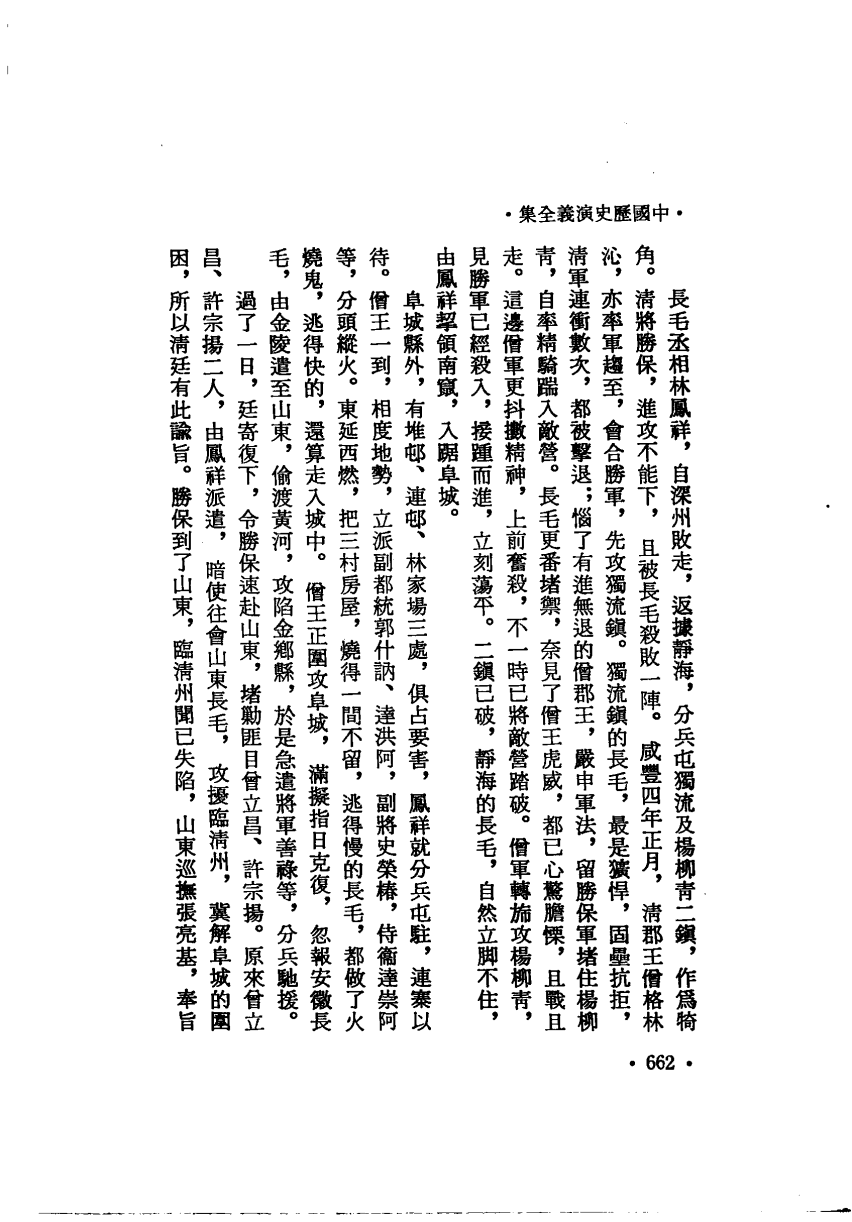 ·中國歷史演義全集·
長毛丞相林鳳祥，自深州敗走，返據靜海，分兵屯獨流及楊柳青二鎮，作爲犄
角。清將勝保，進攻不能下，且被長毛殺敗一陣。咸豐四年正月，清郡王僧格林
沁，亦率軍趨至，會合勝軍，先攻獨流鎮。獨流鎮的長毛，最是獷悍，固壘抗拒，
清軍連衝數次，都被擊退；惱了有進無退的僧郡王，嚴申軍法，留勝保軍堵住楊柳
青，自率精騎踹入敵營。長毛更番堵禦，奈見了僧王虎威，都已心驚膽慄，且戰且
走。這邊僧軍更抖擻精神，上前奮殺，不一時已將敵營踏破。僧軍轉旆攻楊柳青，
見勝軍已經殺入，接踵而進，立刻蕩平。二鎮已破，靜海的長毛，自然立脚不住，
由鳳祥挈領南竄，入踞阜城。
阜城縣外，有堆邨、連邨、林家場三處，俱占要害，鳳祥就分兵屯駐，連寨以
待。僧王一到，相度地勢，立派副都統郭什訥、達洪阿，副將史榮椿，侍衞達崇阿
等，分頭縱火。東延西燃，把三村房屋，燒得一間不留，逃得慢的長毛，都做了火
燒鬼，逃得快的，還算走入城中。僧王正圍攻阜城，滿擬指日克復，忽報安徽長
毛，由金陵遣至山東，偷渡黃河，攻陷金鄉縣，於是急遣將軍善祿等，分兵馳援。
過了一日，廷寄復下，令勝保速赴山東，堵勦匪目曾立昌、許宗揚。原來曾立
昌、許宗揚二人，由鳳祥派遣，暗使往會山東長毛，攻擾臨清州，冀解阜城的圍
困，所以清廷有此諭旨。勝保到了山東，臨清州聞已失陷，山東巡撫張亮基，奉旨
·662·